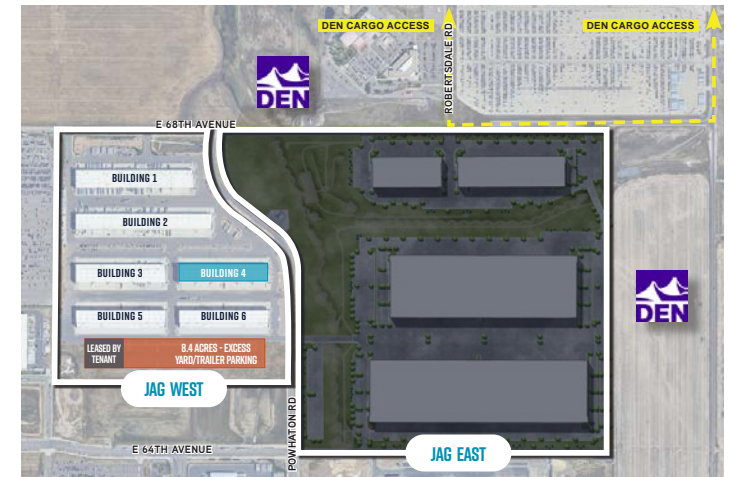 DEN CARGO ACCESS
DEN CARGO ACCESS
ROBERTSDALE RD
DEN
E 68TH AVENUE
BUILDING 1
BUILDING 2
BUILDING 3
BUILDING 4
BUILDING 5
BUILDING 6
LEASED BY
TENANT
8.4 ACRES - EXCESS
YARD/TRAILER PARKING
DEN
JAG WEST
POWHATON RD
E 64TH AVENUE
JAG EAST